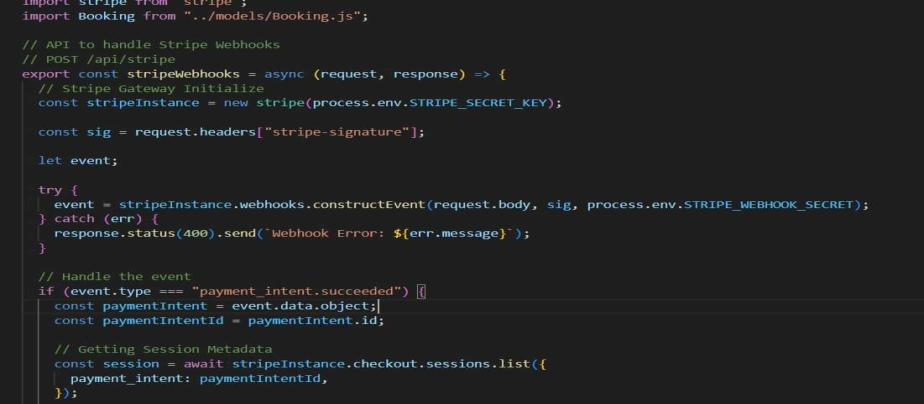 import stripe from "stripe";
import Booking from "../models/Booking.js";
// API to handle Stripe Webhooks
// POST /api/stripe
export const stripeWebhooks = async (request, response) => {
// Stripe Gateway Initialize
const stripeInstance = new stripe(process.env.STRIPE_SECRET_KEY);
const sig = request.headers["stripe-signature"];
let event;
try {
event = stripeInstance.webhooks.constructEvent(request.body, sig, process.env.STRIPE_WEBHOOK_SECRET);
} catch (err) {
response.status(400).send(`Webhook Error: ${err.message}`);
}
// Handle the event
if (event.type === "payment_intent.succeeded") {
const paymentIntent = event.data.object;
const paymentIntentId = paymentIntent.id;
// Getting Session Metadata
const session = await stripeInstance.checkout.sessions.list({
payment_intent: paymentIntentId,
});